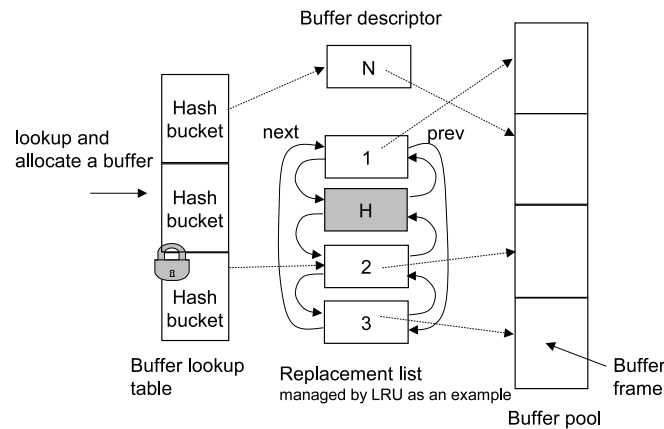 Buffer descriptor
N
Hash
bucket
lookup and
allocate a buffer
next
prev
1
Hash
bucket
H
2
Hash
bucket
3
Buffer lookup
table
Replacement list
managed by LRU as an example
Buffer
frame
Buffer pool